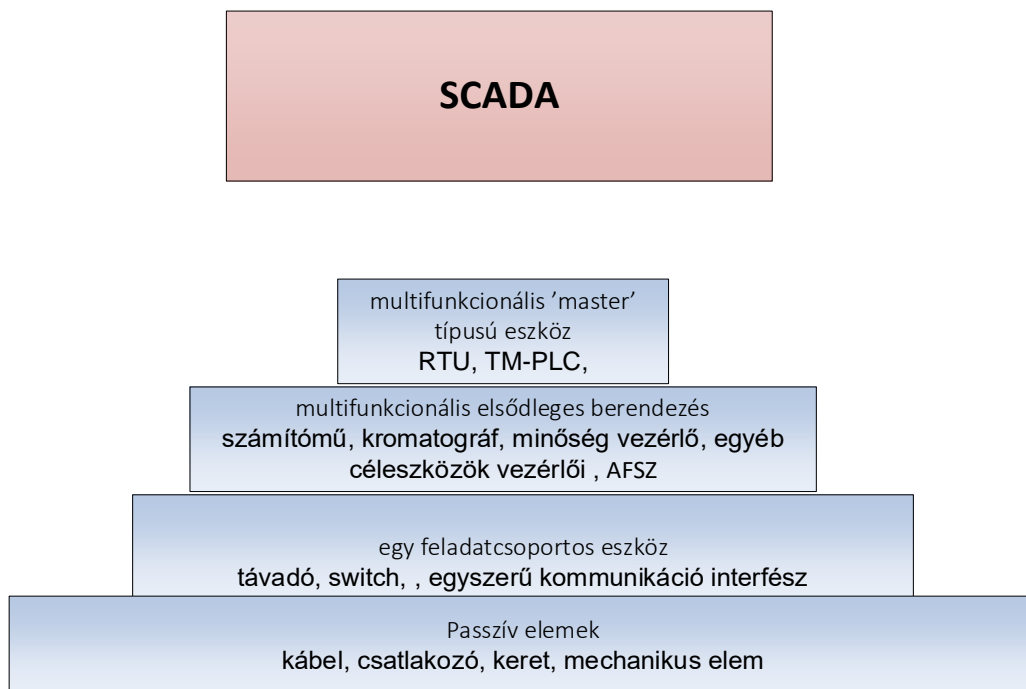 SCADA
multifunkcionális ’master’
típusú eszköz
RTU, TM-PLC,
multifunkcionális elsődleges berendezés
számítómű, kromatográf, minőség vezérlő, egyéb
céleszközök vezérlői , AFSZ
egy feladatcsoportos eszköz
távadó, switch, , egyszerű kommunikáció interfész
Passzív elemek
kábel, csatlakozó, keret, mechanikus elem